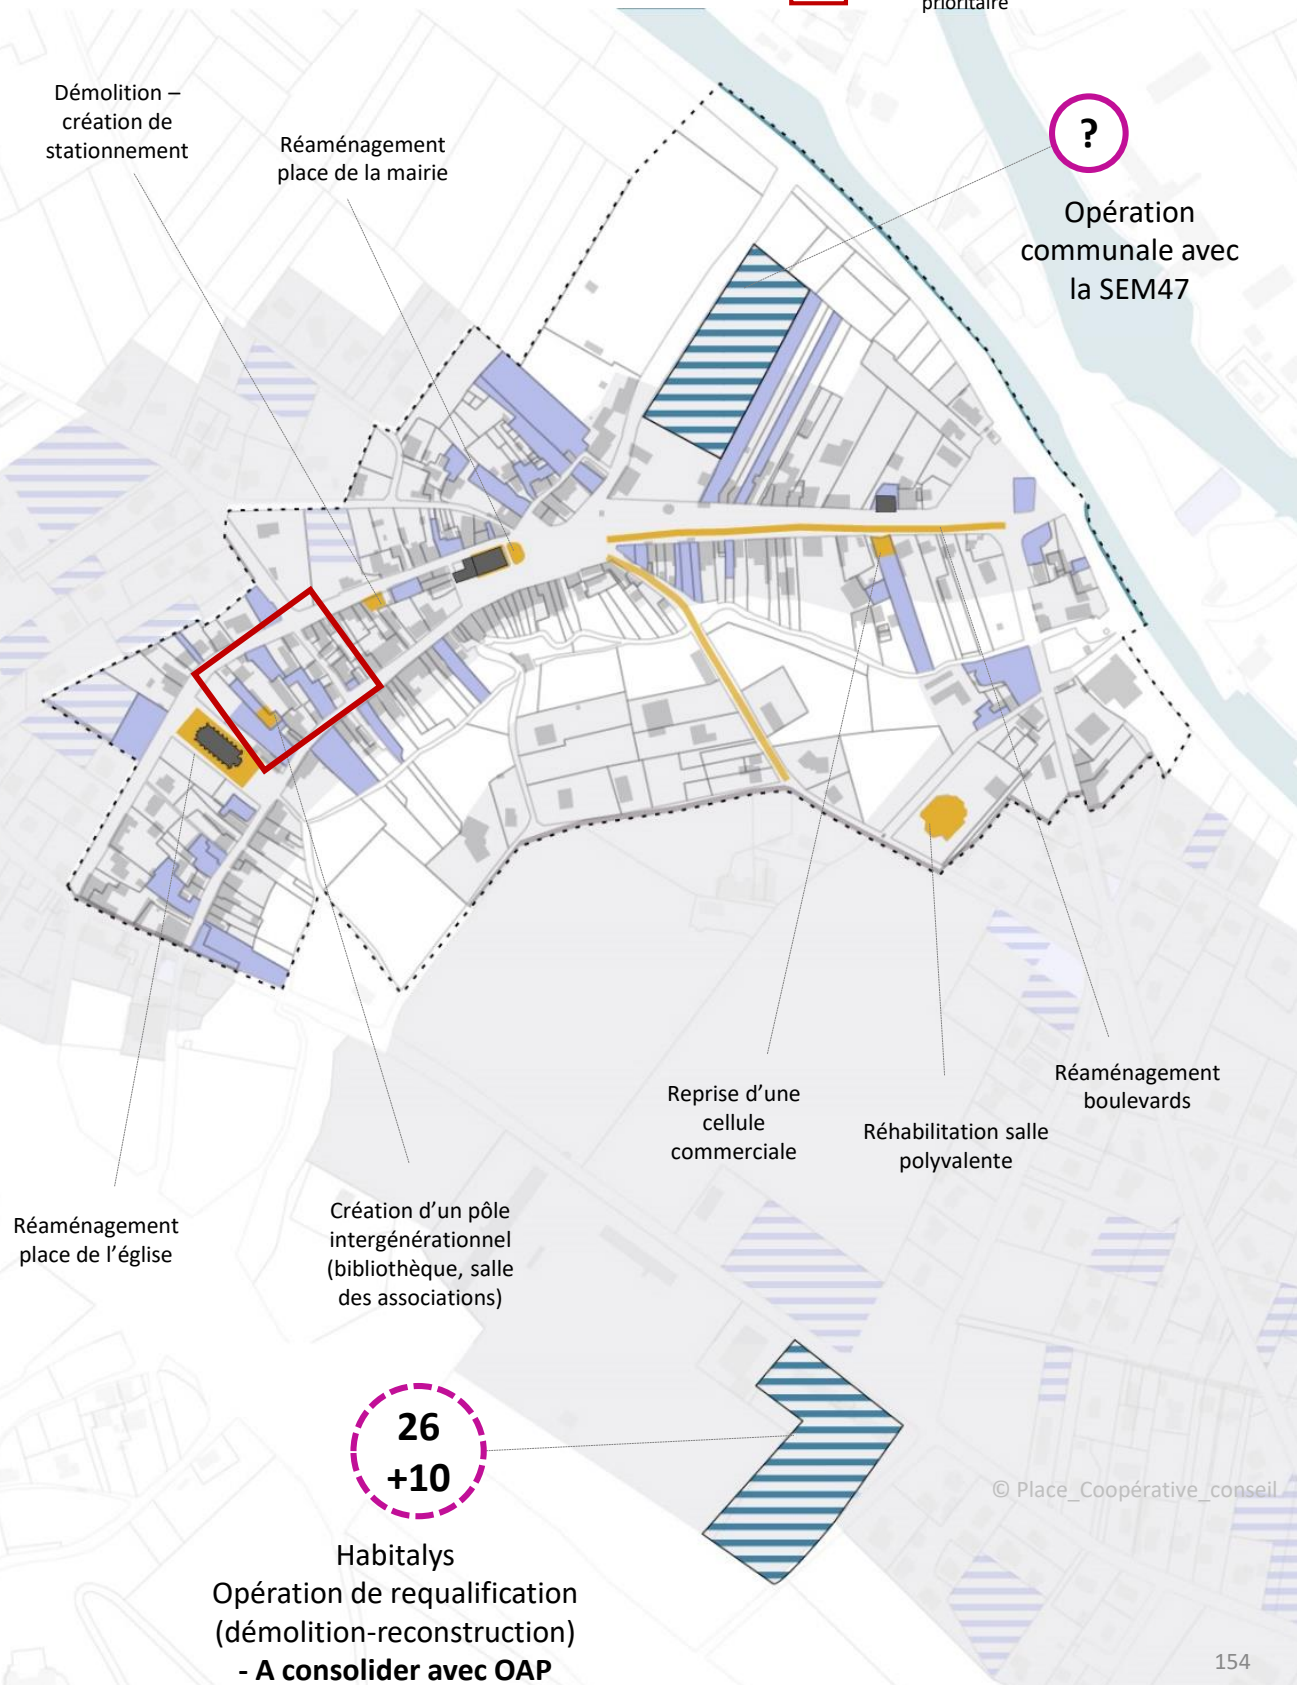 prioritaire
Démolition –
création de
stationnement
Réaménagement
place de la mairie
?
Opération
communale avec
la SEM47
Reprise d'une
cellule
commerciale
Réhabilitation salle
polyvalente
Réaménagement
boulevards
Réaménagement
place de l'église
Création d'un pôle
intergénérationnel
(bibliothèque, salle
des associations)
26
+10
Habitalys
Opération de requalification
(démolition-reconstruction)
- A consolider avec OAP
© Place_Coopérative_conseil
154